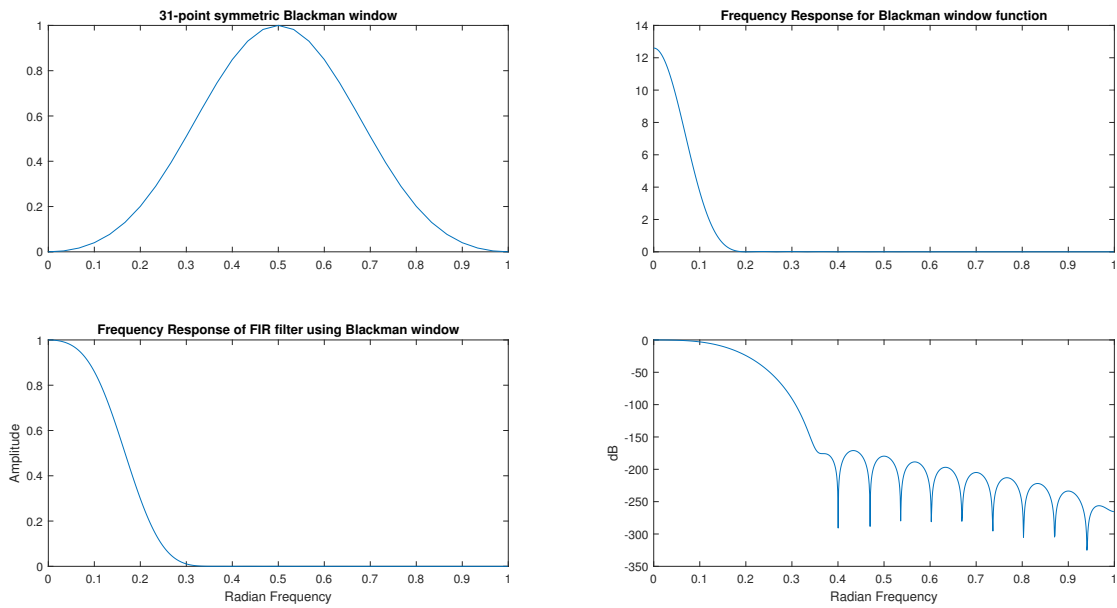 31-point symmetric Blackman window
1
0.8
0.6
0.4
0.2
0
0 0.1 0.2 0.3 0.4 0.5 0.6 0.7 0.8 0.9 1
Frequency Response for Blackman window function
14
12
10
8
6
4
2
0
0 0.1 0.2 0.3 0.4 0.5 0.6 0.7 0.8 0.9 1
Frequency Response of FIR filter using Blackman window
Amplitude
1
0.8
0.6
0.4
0.2
0
0 0.1 0.2 0.3 0.4 0.5 0.6 0.7 0.8 0.9 1
Radian Frequency
dB
0
-50
-100
-150
-200
-250
-300
-350
0 0.1 0.2 0.3 0.4 0.5 0.6 0.7 0.8 0.9 1
Radian Frequency